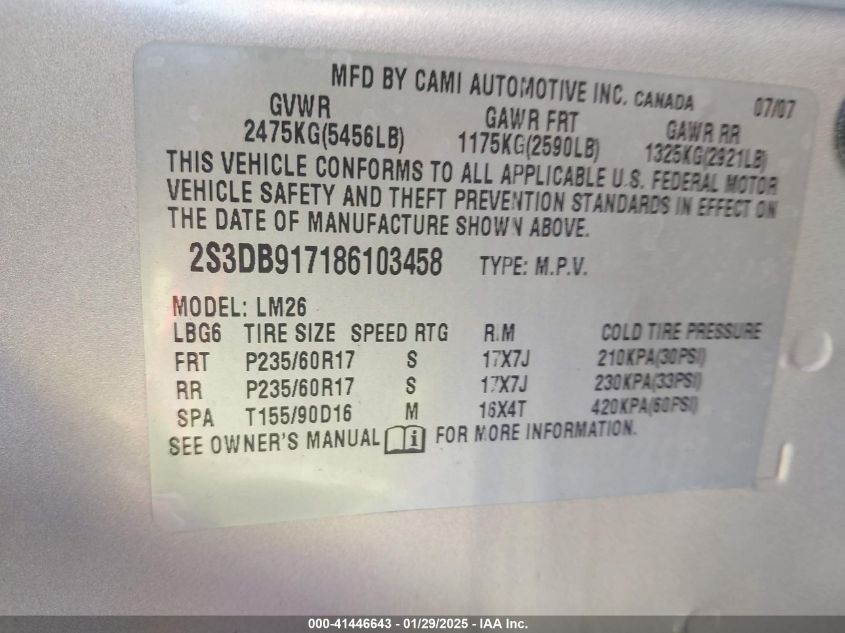 MFD BY CAMI AUTOMOTIVE INC. CANADA 07/07
GVWR GAWR FRT GAWR RR
2475KG(5456LB) 1175KG(2590LB) 1325KG(2921LB)
THIS VEHICLE CONFORMS TO ALL APPLICABLE U.S. FEDERAL MOTOR
VEHICLE SAFETY AND THEFT PREVENTION STANDARDS IN EFFECT ON
THE DATE OF MANUFACTURE SHOWN ABOVE.
2S3DB917186103458 TYPE: M.P.V.
MODEL: LM26
LBG6 TIRE SIZE SPEED RTG RIM COLD TIRE PRESSURE
FRT P235/60R17 S 17X7J 210KPA(30PSI)
RR P235/60R17 S 17X7J 230KPA(33PSI)
SPA T155/90D16 M 16X4T 420KPA(60PSI)
SEE OWNER'S MANUAL FOR MORE INFORMATION.
000-41446643 - 01/29/2025 - IAA Inc.